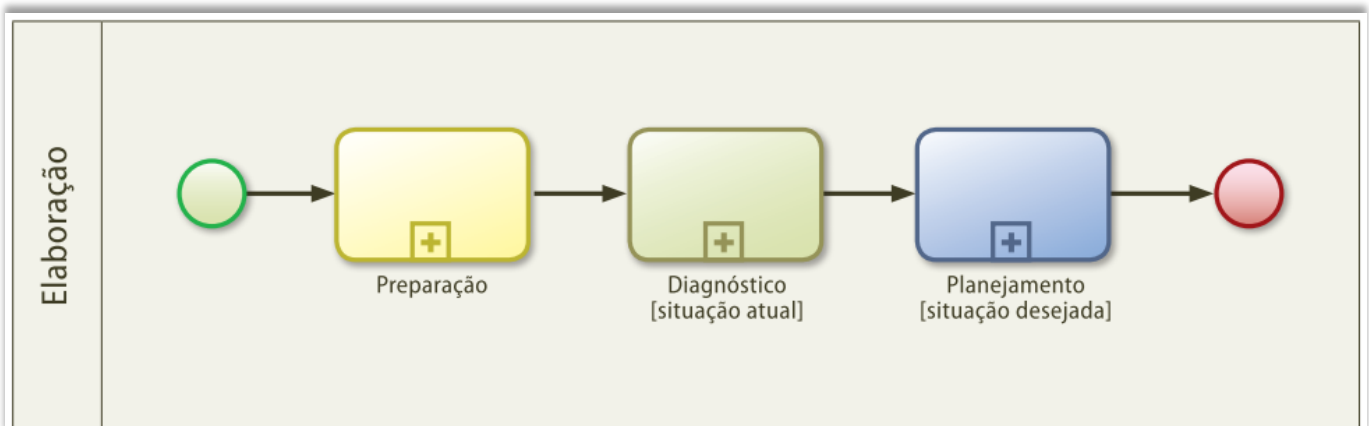 Elaboração
Preparação
Diagnóstico
[situação atual]
Planejamento
[situação desejada]